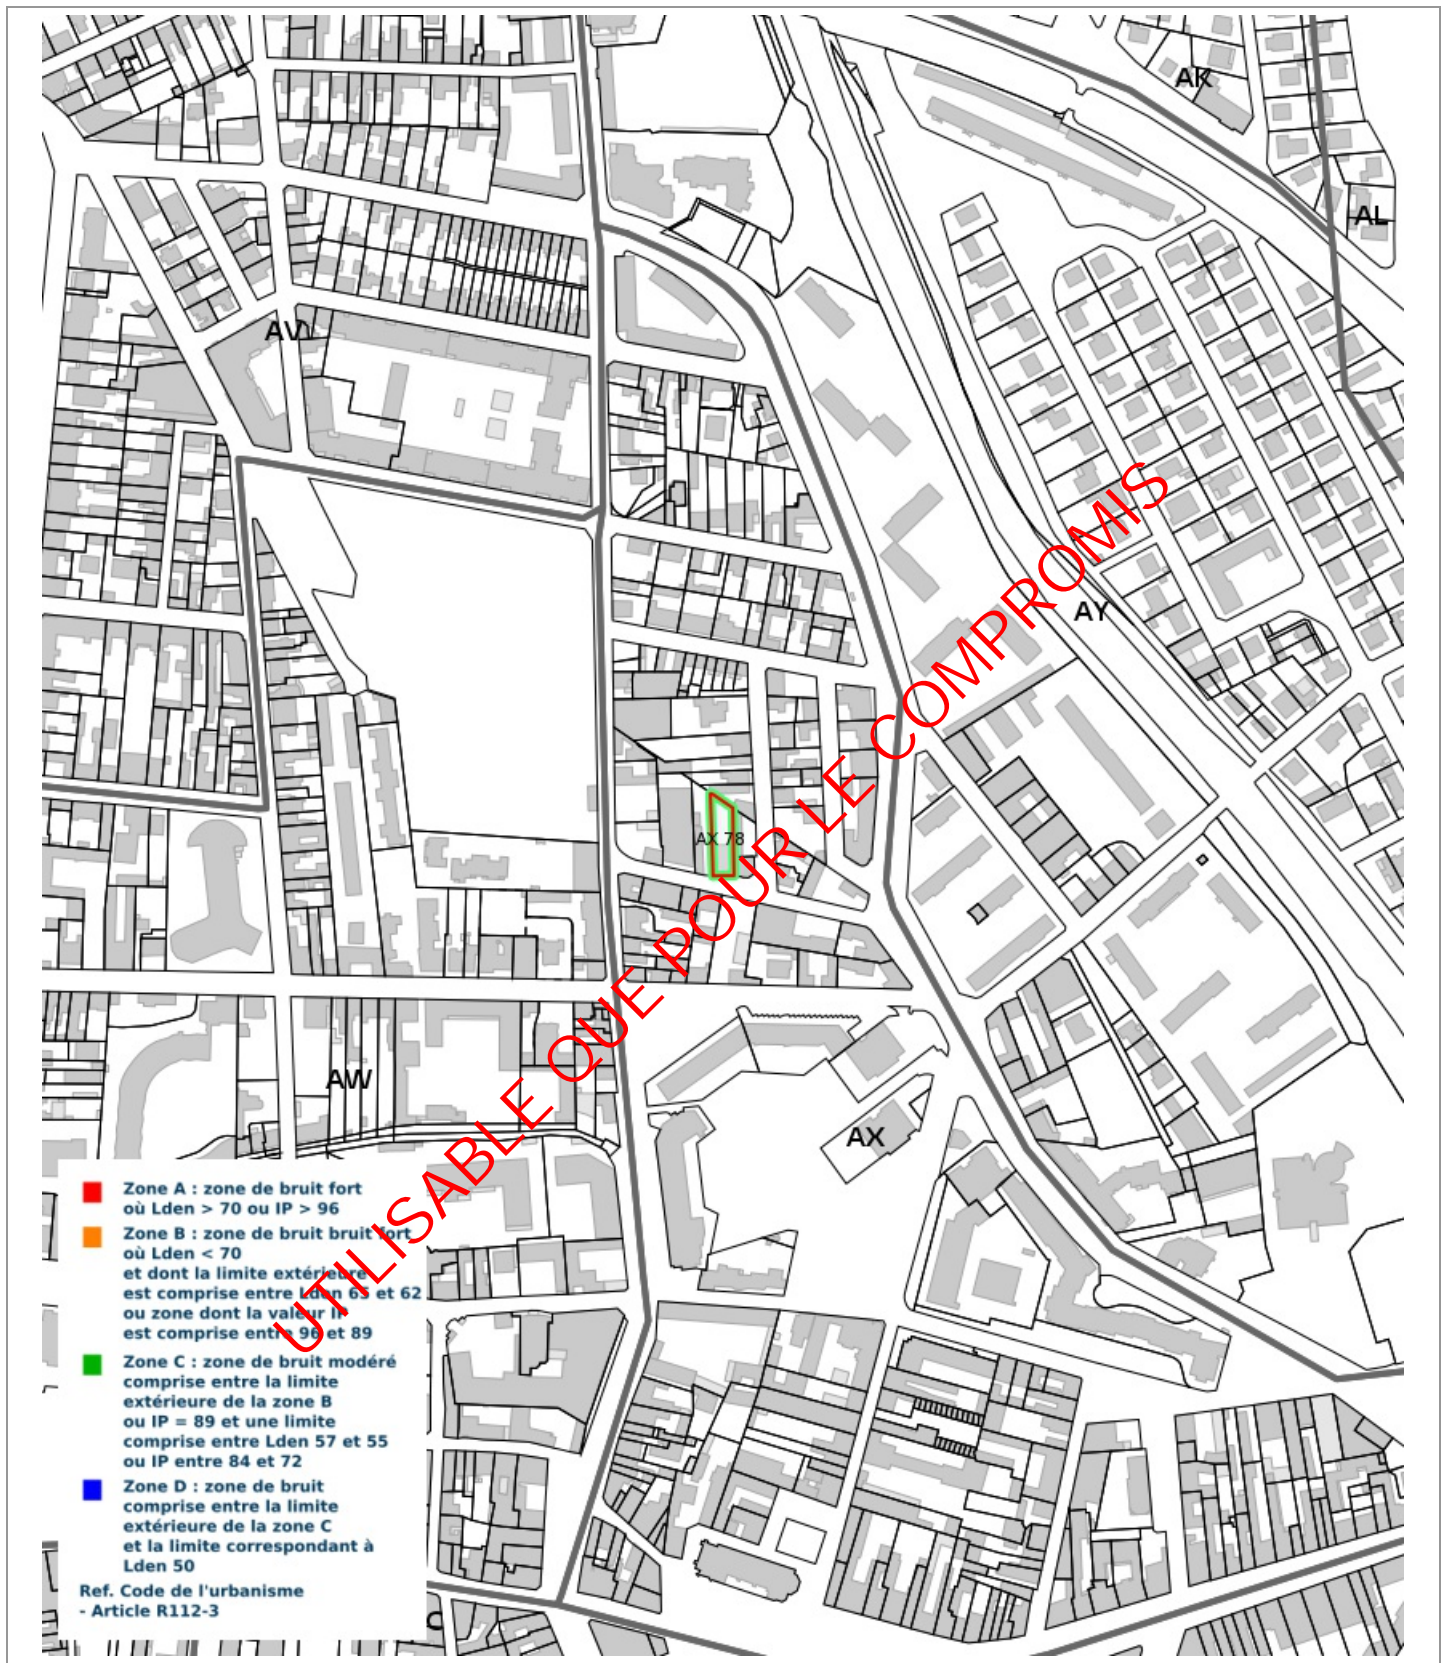 AK
AL
AV
AY
AX 78
AW
AX
UTILISABLE QUE POUR LE COMPROMIS
Zone A : zone de bruit fort
où Lden > 70 ou IP > 96
Zone B : zone de bruit bruit fort
où Lden < 70
et dont la limite extérieure
est comprise entre Lden 65 et 62
ou zone dont la valeur IP
est comprise entre 96 et 89
Zone C : zone de bruit modéré
comprise entre la limite
extérieure de la zone B
ou IP = 89 et une limite
comprise entre Lden 57 et 55
ou IP entre 84 et 72
Zone D : zone de bruit
comprise entre la limite
extérieure de la zone C
et la limite correspondant à
Lden 50
Ref. Code de l'urbanisme
- Article R112-3